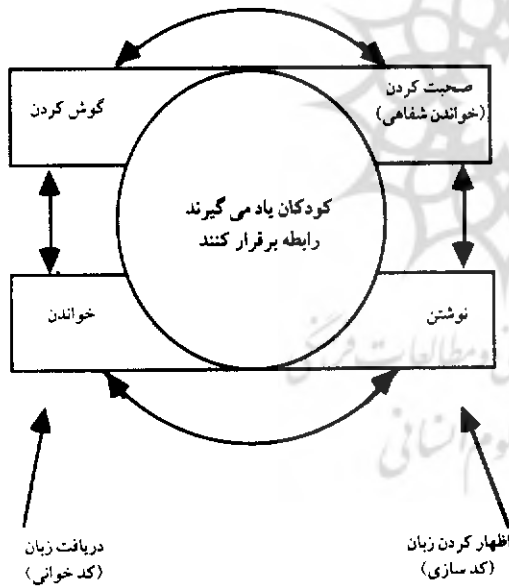 صحبت کردن
(خواندن شفاهی)
گوش کردن
کودکان یاد می گیرند
رابطه برقرار کنند
نوشتن
خواندن
اظهار کردن زبان
(کد سازی)
دریافت زبان
(کد خوانی)